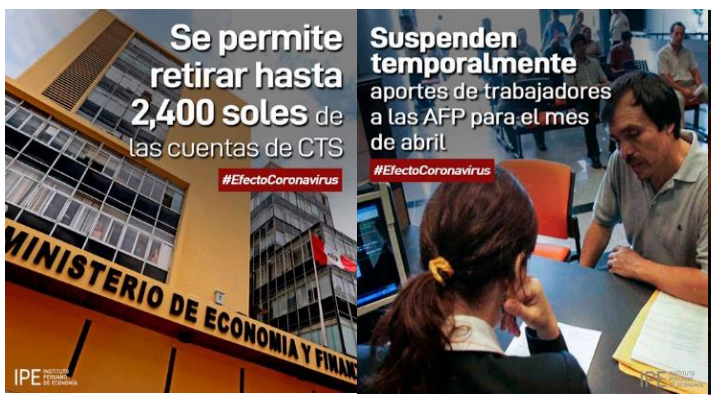 Se permite
retirar hasta
2,400 soles de
las cuentas de CTS
#EfectoCoronavirus
MINISTERIO DE ECONOMIA Y FINAN
IPE INSTITUTO
PERUANO
DE ECONOMÍA
Suspenden
temporalmente
aportes de trabajadores
a las AFP para el mes
de abril
#EfectoCoronavirus
IPE INSTITUTO
PERUANO
DE ECONOMÍA